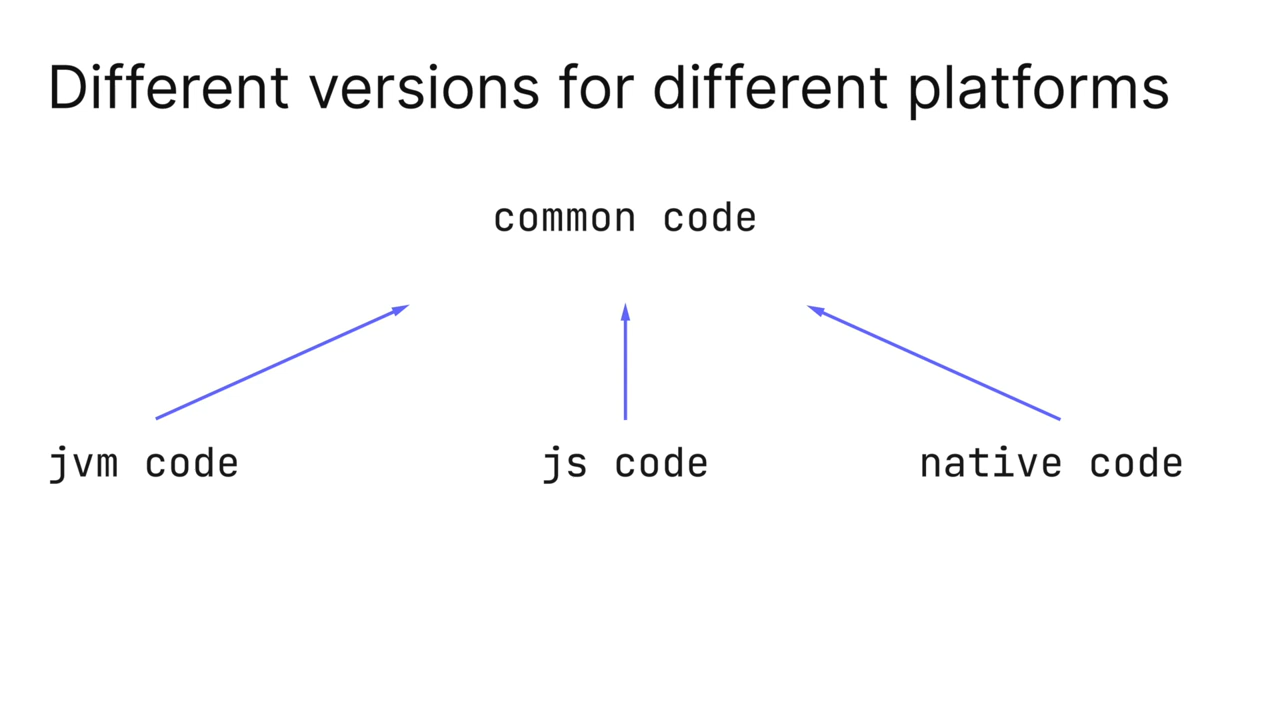 Different versions for different platforms
common code
jvm code
js code
native code